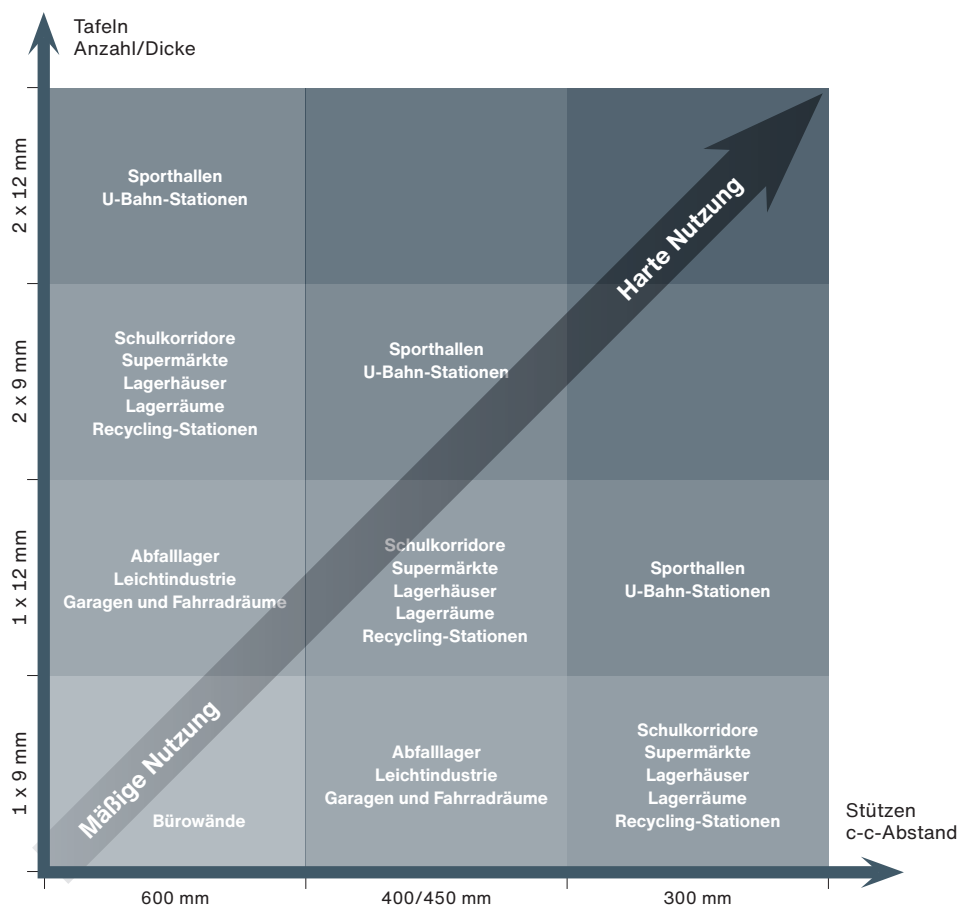 Tafeln
Anzahl/Dicke
2 x 12 mm
Sporthallen
U-Bahn-Stationen
Harte Nutzung
2 x 9 mm
Schulkorridore
Supermärkte
Lagerhäuser
Lagerräume
Recycling-Stationen
Sporthallen
U-Bahn-Stationen
1 x 12 mm
Abfalllager
Leichtindustrie
Garagen und Fahrradräume
Schulkorridore
Supermärkte
Lagerhäuser
Lagerräume
Recycling-Stationen
Sporthallen
U-Bahn-Stationen
1 x 9 mm
Mäßige Nutzung
Bürowände
Abfalllager
Leichtindustrie
Garagen und Fahrradräume
Schulkorridore
Supermärkte
Lagerhäuser
Lagerräume
Recycling-Stationen
Stützen
c-c-Abstand
600 mm
400/450 mm
300 mm